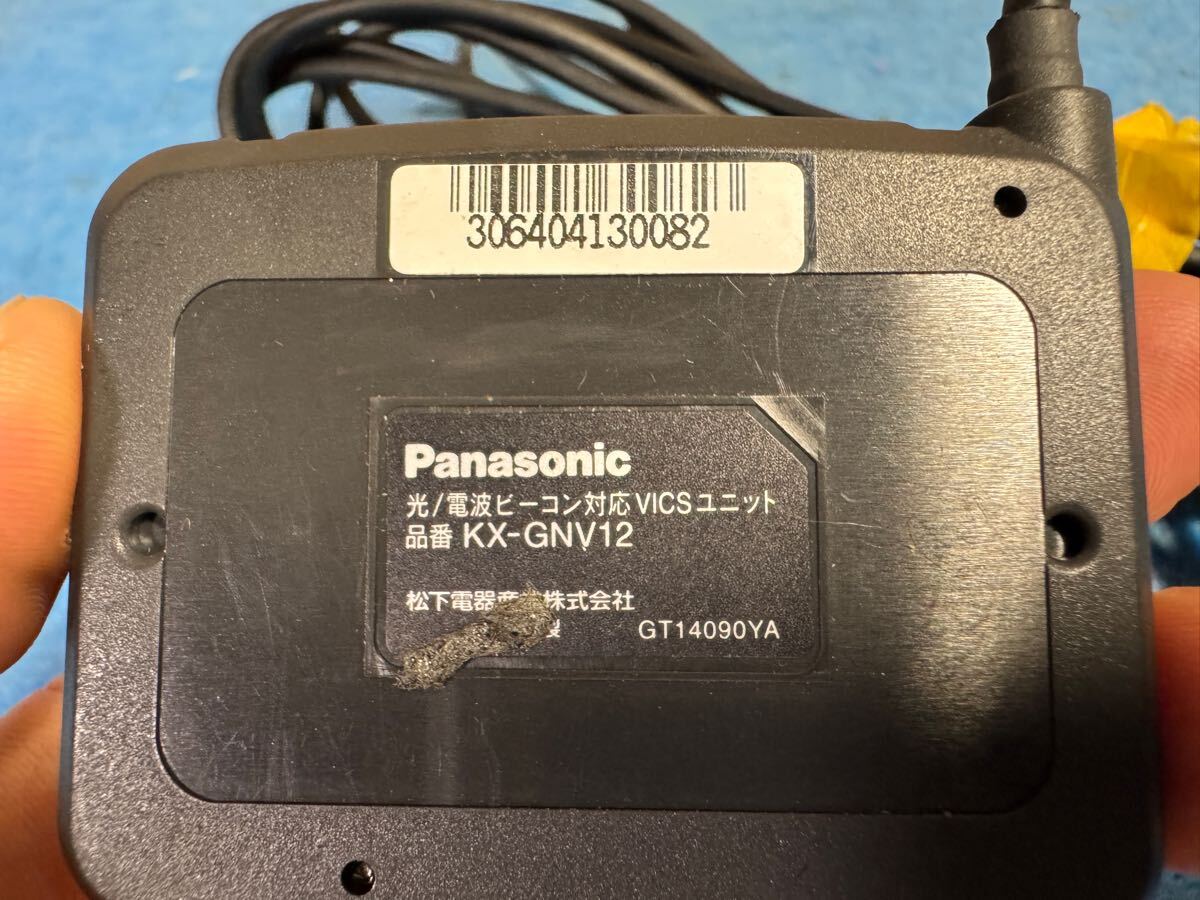 306404130082
Panasonic
光/電波ビーコン対応VICSユニット
品番 KX-GNV12
松下電器産業株式会社
製 GT14090YA